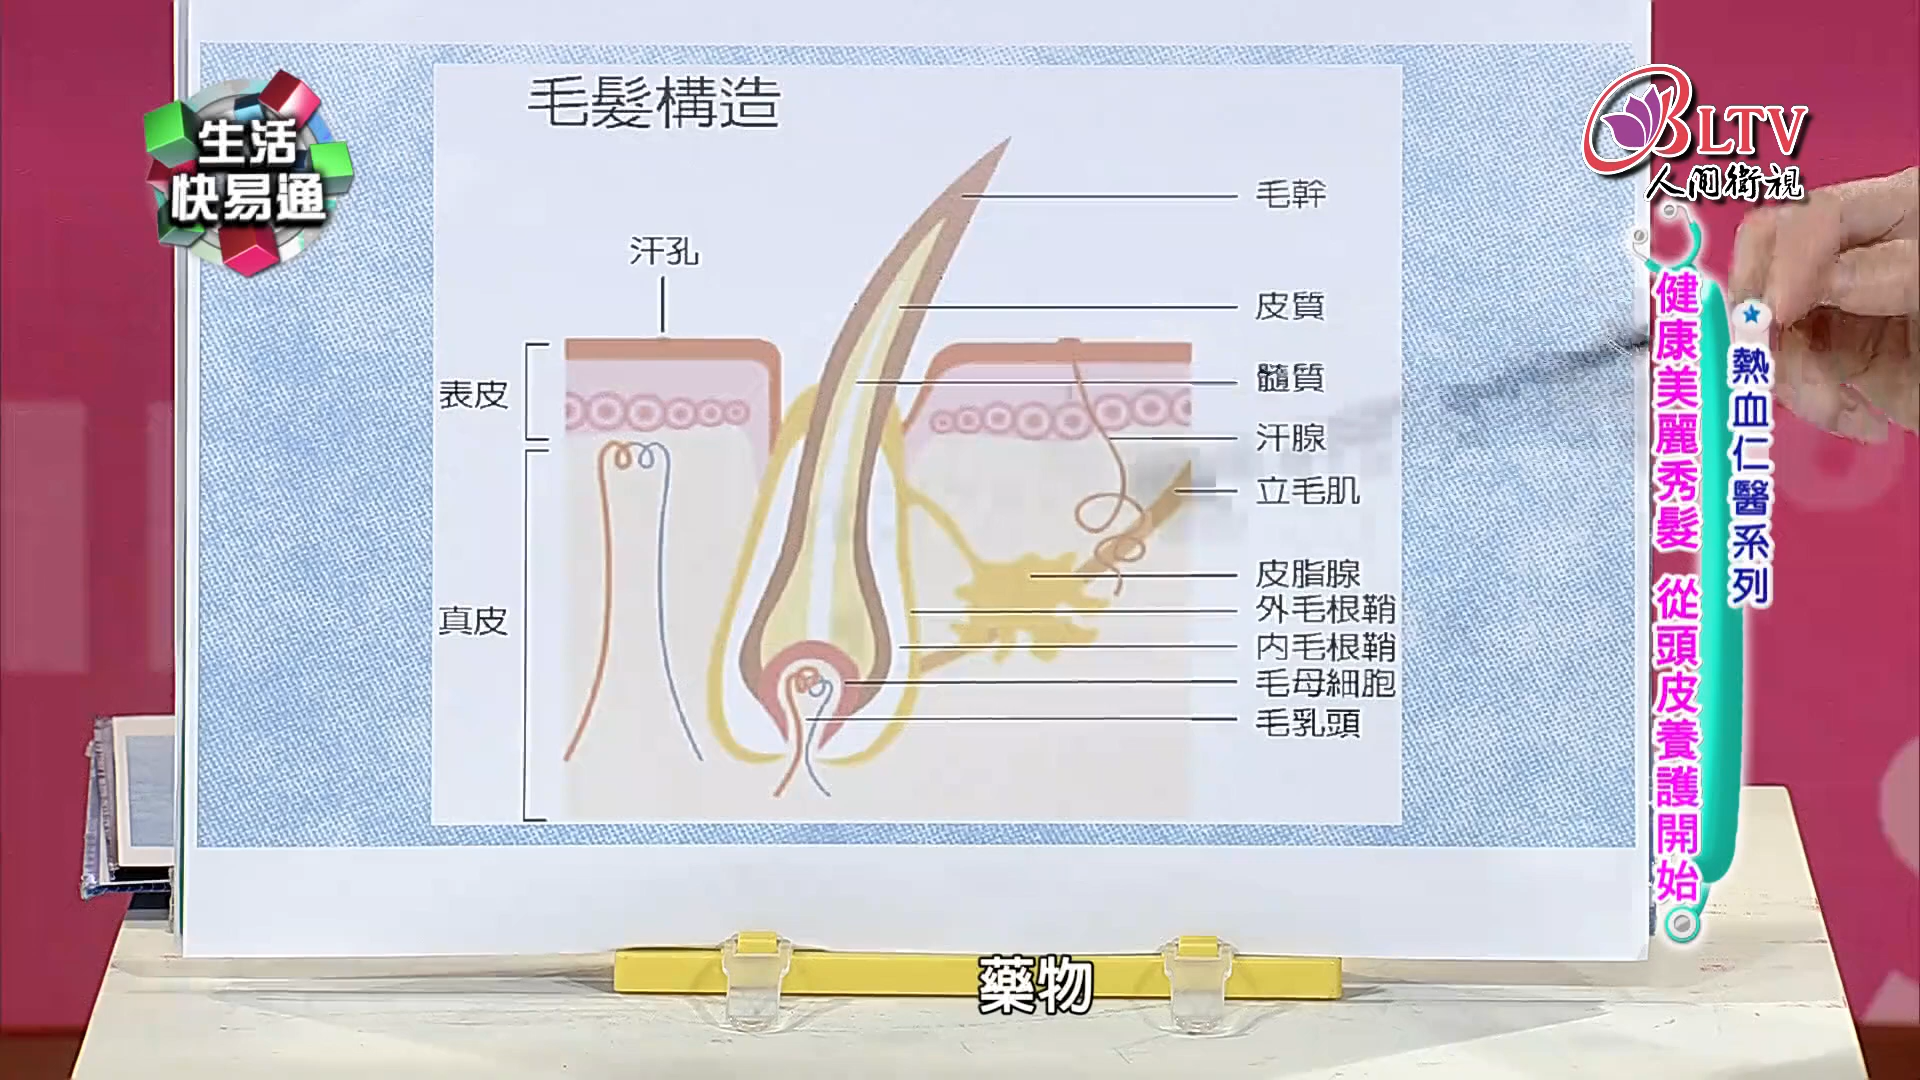 生活
快易通
BLTV
人間衛視
毛髮構造
汗孔
表皮
真皮
毛幹
皮質
髓質
汗腺
立毛肌
皮脂腺
外毛根鞘
內毛根鞘
毛母細胞
毛乳頭
熱血仁醫系列
健康美麗秀髮 從頭皮養護開始
藥物